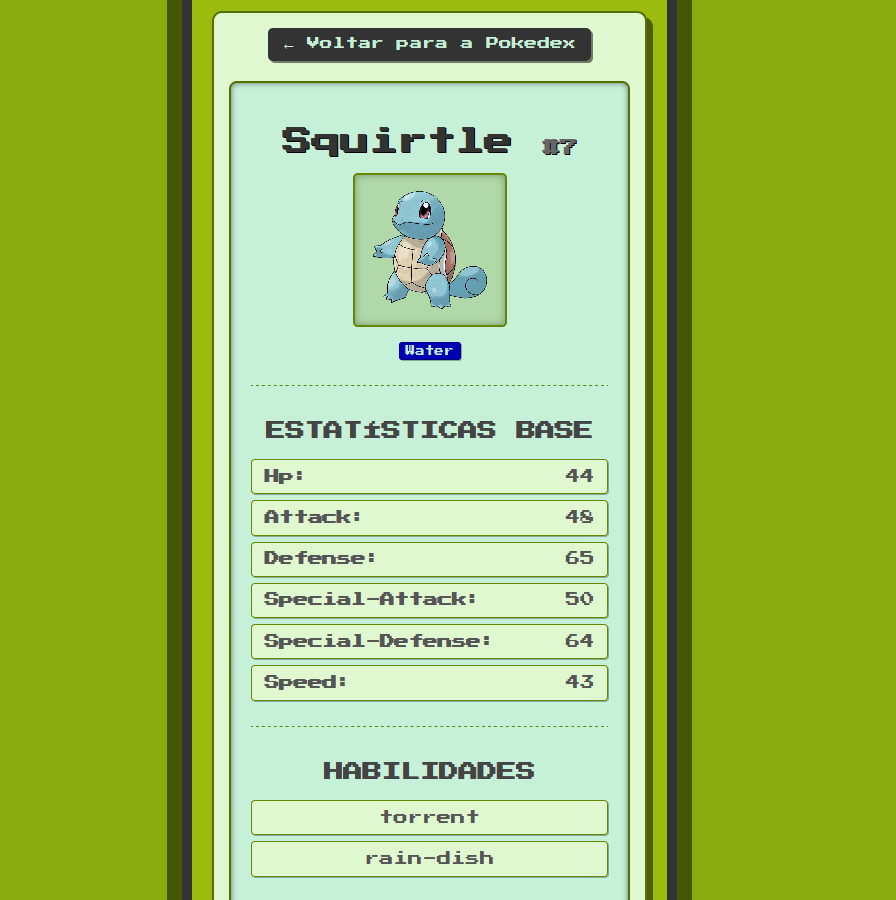 ← Voltar para a Pokedex
Squirtle #7
Water
ESTATíSTICAS BASE
Hp: 44
Attack: 48
Defense: 65
Special-Attack: 50
Special-Defense: 64
Speed: 43
HABILIDADES
torrent
rain-dish